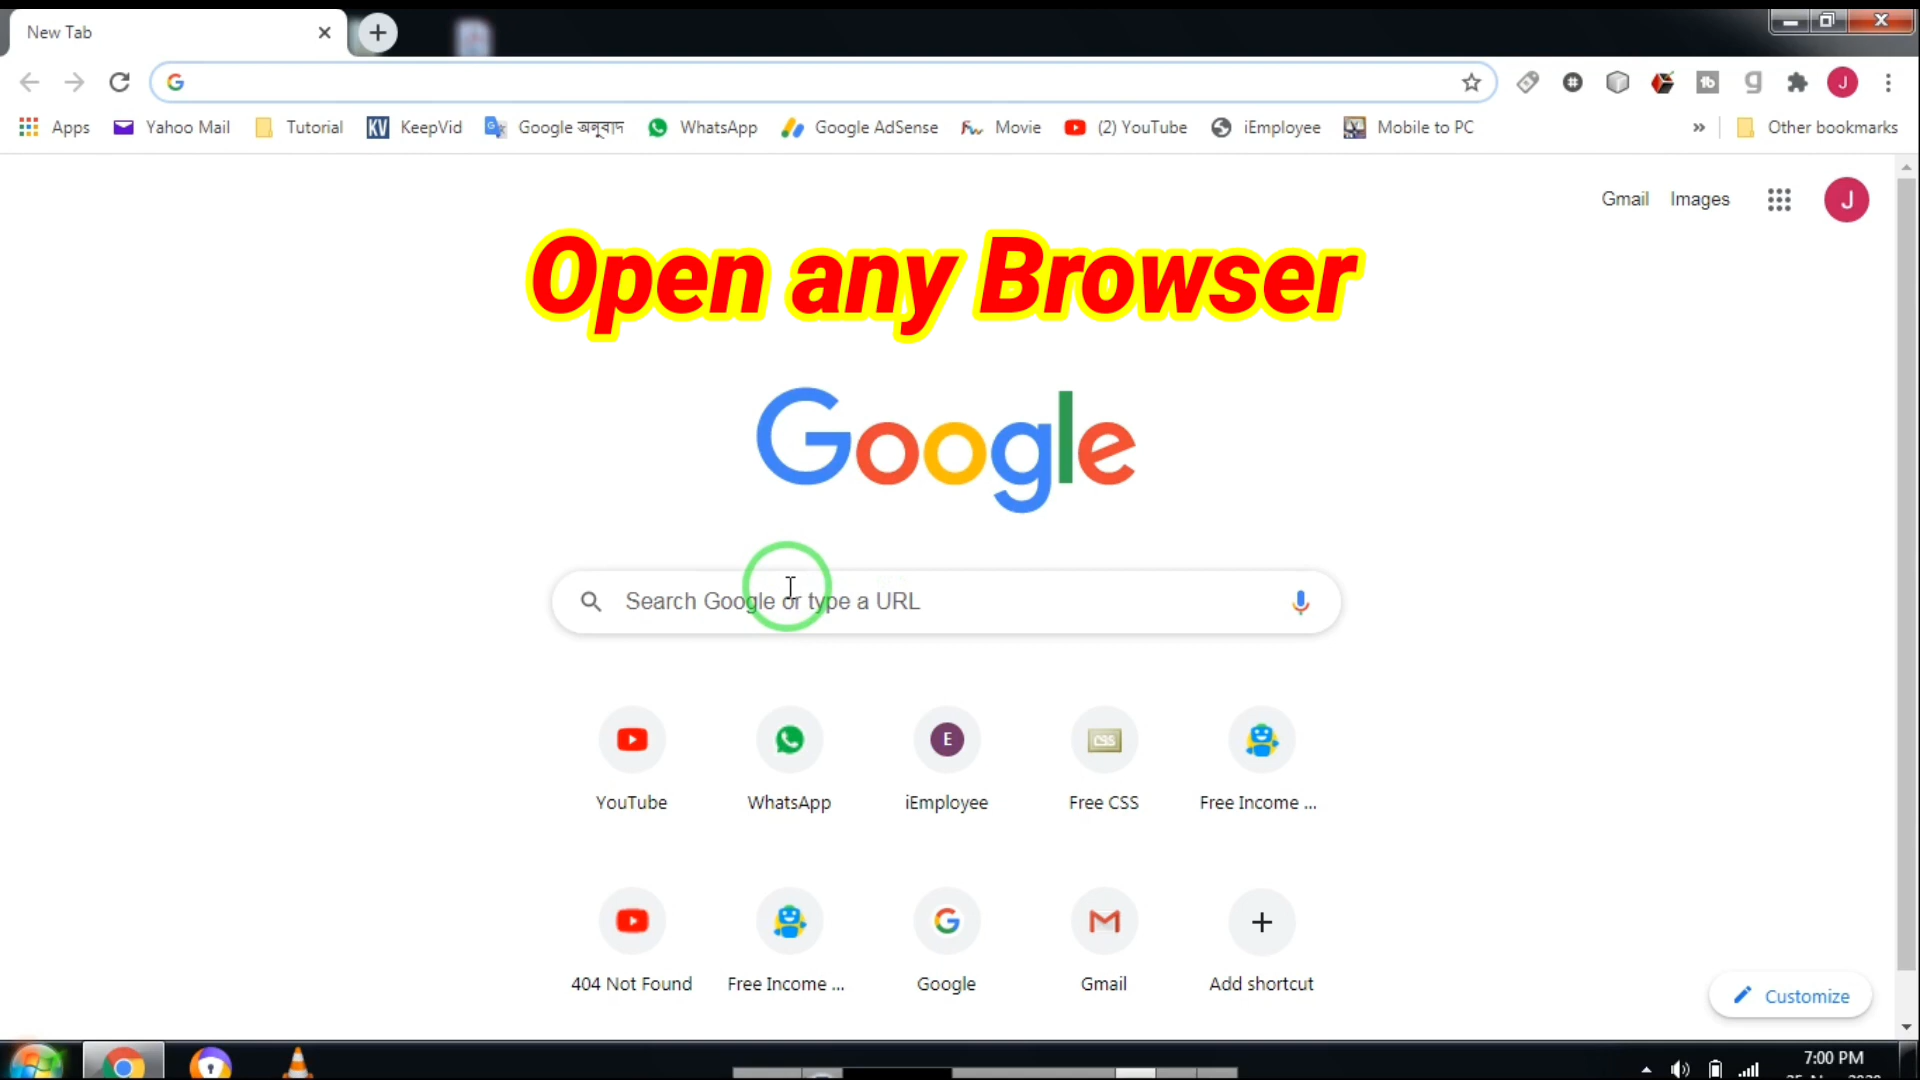 New Tab
Apps Yahoo Mail Tutorial KV KeepVid Google অনুবাদ WhatsApp Google AdSense Movie (2) YouTube iEmployee Mobile to PC » Other bookmarks
Gmail Images J
Open any Browser
Google
Search Google or type a URL
E CSS
YouTube WhatsApp iEmployee Free CSS Free Income ...
404 Not Found Free Income ... Google Gmail Add shortcut
Customize
7:00 PM